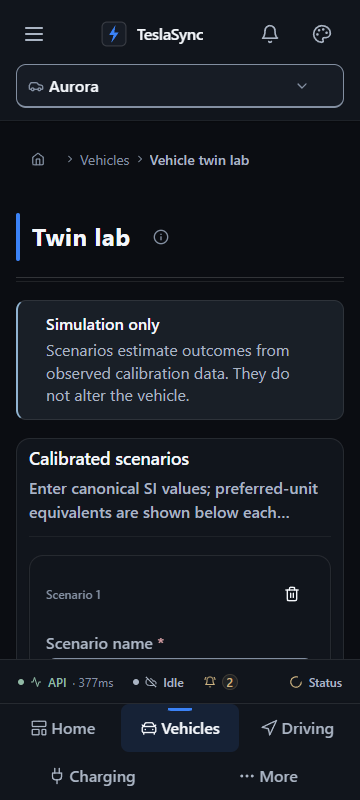 TeslaSync
Aurora
Vehicles
Vehicle twin lab
Twin lab
Simulation only
Scenarios estimate outcomes from
observed calibration data. They do
not alter the vehicle.
Calibrated scenarios
Enter canonical SI values; preferred-unit
equivalents are shown below each...
Scenario 1
Scenario name *
API · 377ms
Idle
2
Status
Home
Vehicles
Driving
Charging
More